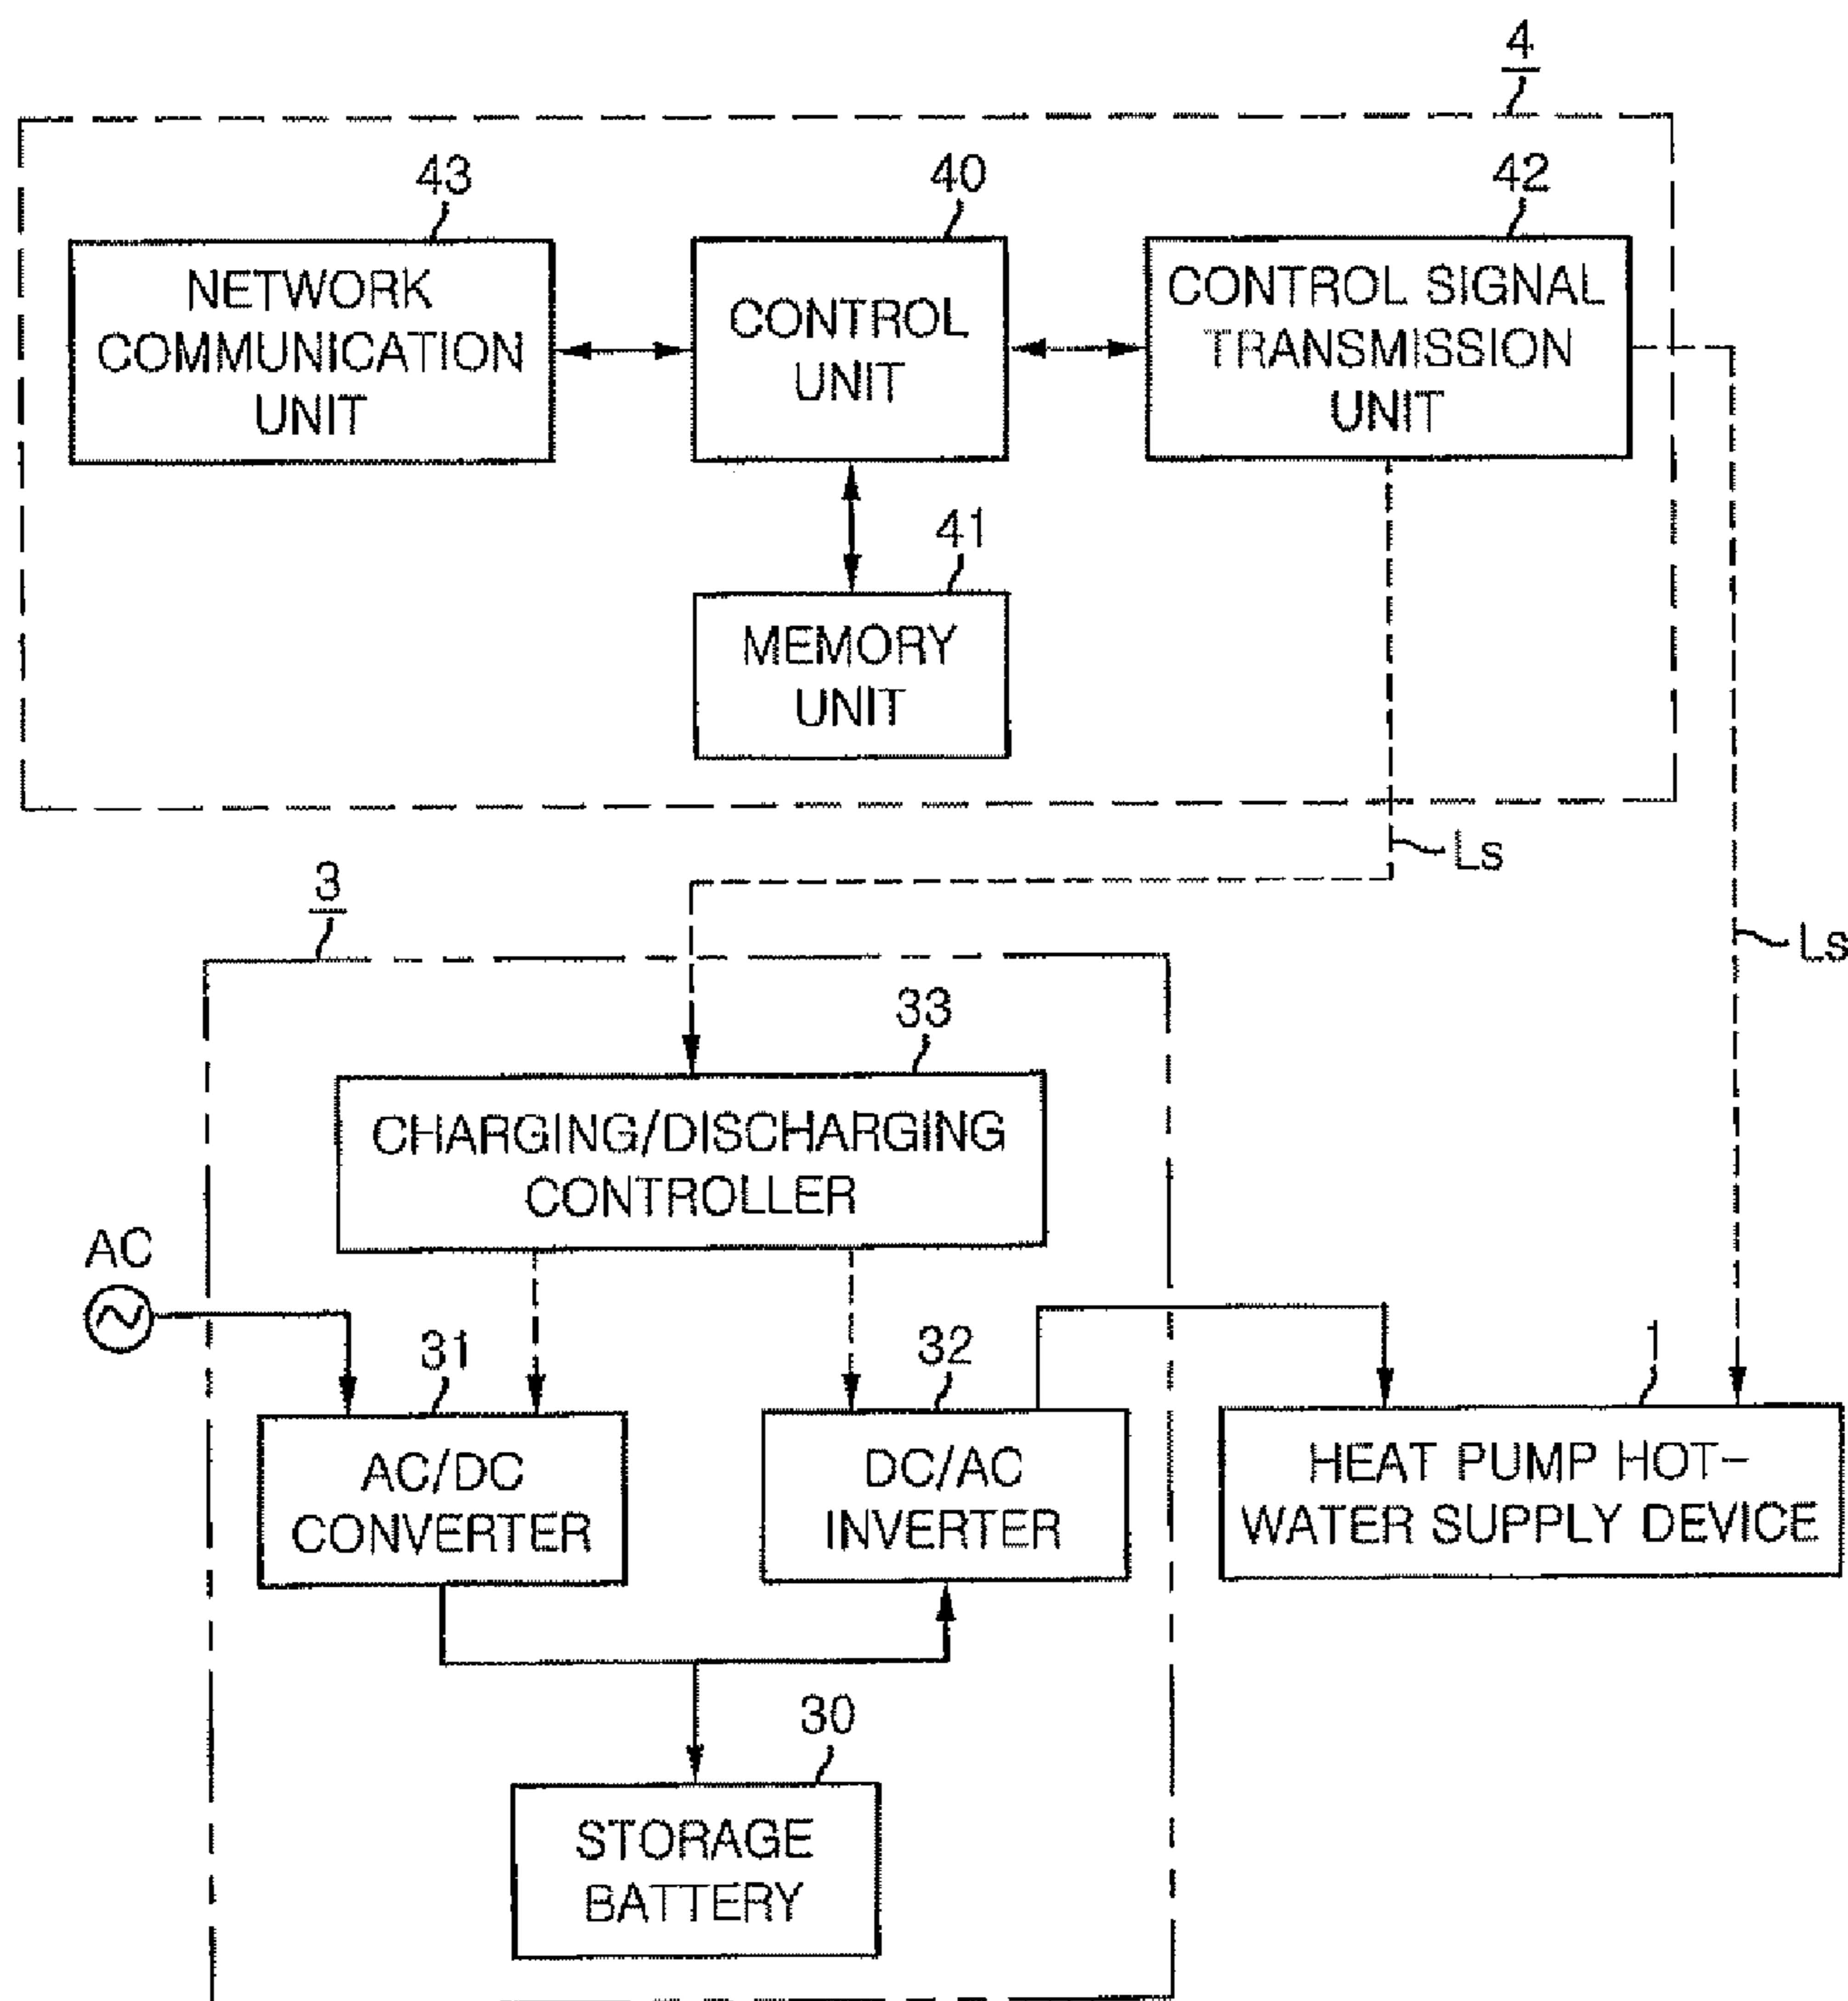 4
43
40
42
NETWORK
COMMUNICATION
UNIT
CONTROL
UNIT
CONTROL SIGNAL
TRANSMISSION
UNIT
41
MEMORY
UNIT
Ls
3
Ls
33
CHARGING/DISCHARGING
CONTROLLER
AC
31
32
1
AC/DC
CONVERTER
DC/AC
INVERTER
HEAT PUMP HOT-
WATER SUPPLY DEVICE
30
STORAGE
BATTERY